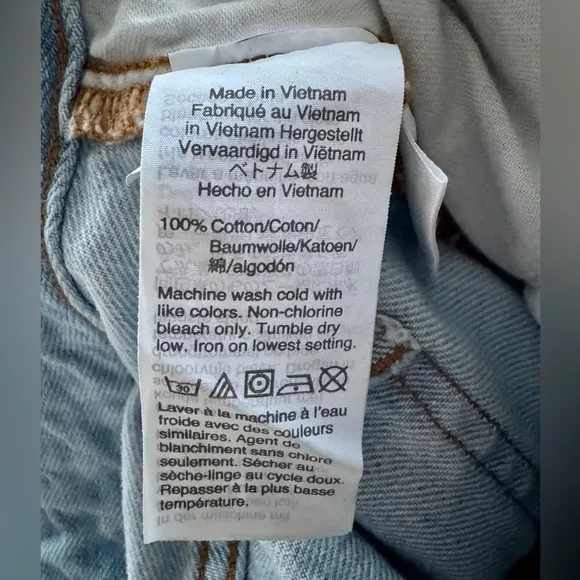 Made in Vietnam
Fabriqué au Vietnam
in Vietnam Hergestellt
Vervaardigd in Viëtnam
ベトナム製
Hecho en Vietnam
100% Cotton/Coton/
Baumwolle/Katoen/
綿/algodón
Machine wash cold with
like colors. Non-chlorine
bleach only. Tumble dry
low. Iron on lowest setting.
30
Laver à la machine à l'eau
froide avec des couleurs
similaires. Agent de
blanchiment sans chlore
seulement. Sécher au
sèche-linge au cycle doux.
Repasser à la plus basse
température.